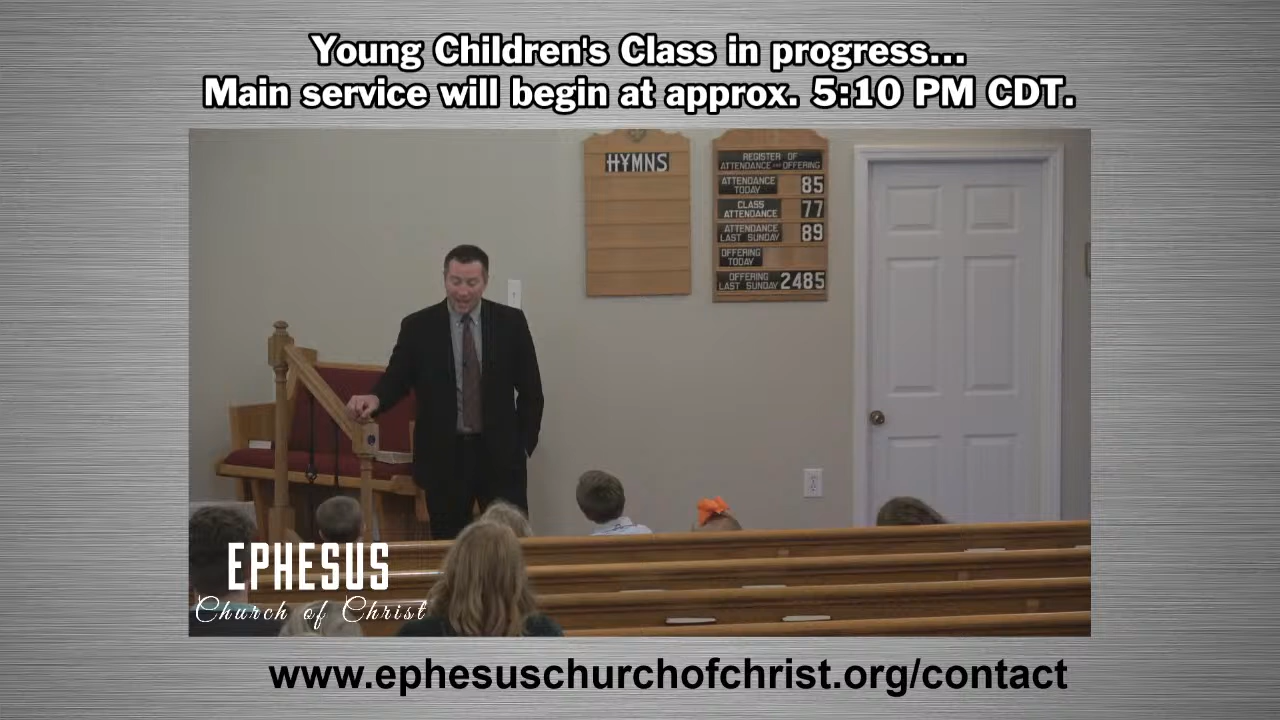 Young Children's Class in progress...
Main service will begin at approx. 5:10 PM CDT.
HYMNS
REGISTER OF
ATTENDANCE AND OFFERING
ATTENDANCE TODAY 85
CLASS ATTENDANCE 77
ATTENDANCE LAST SUNDAY 89
OFFERING TODAY
OFFERING LAST SUNDAY 2485
EPHESUS
Church of Christ
www.ephesuschurchofchrist.org/contact